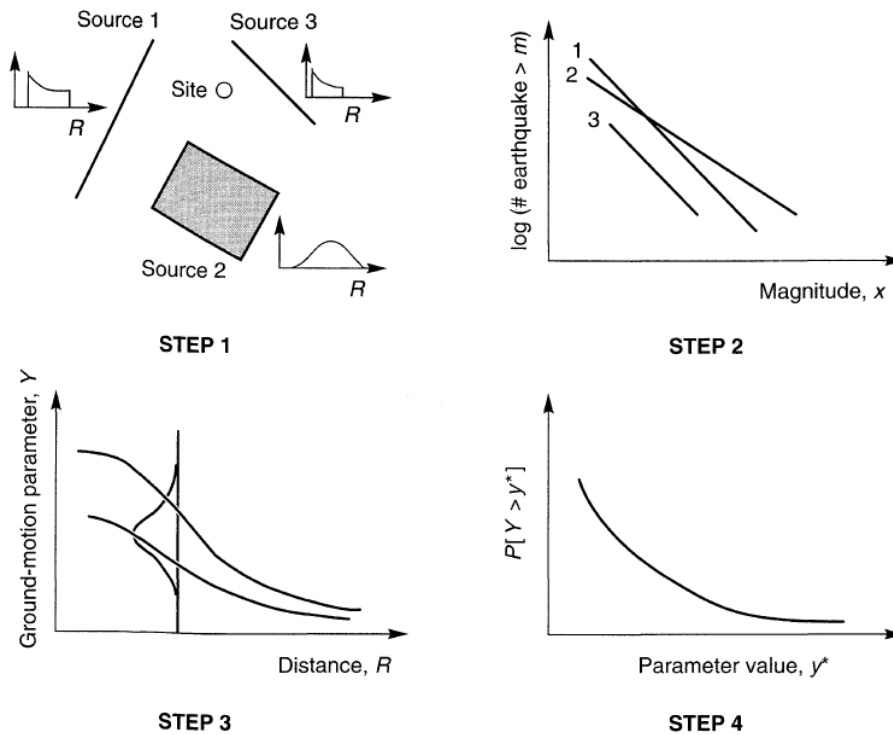 Source 1
Source 3
Site
R
R
Source 2
R
STEP 1
log (# earthquake > m)
1
2
3
Magnitude, x
STEP 2
Ground-motion parameter, Y
Distance, R
STEP 3
P[Y > y*]
Parameter value, y*
STEP 4